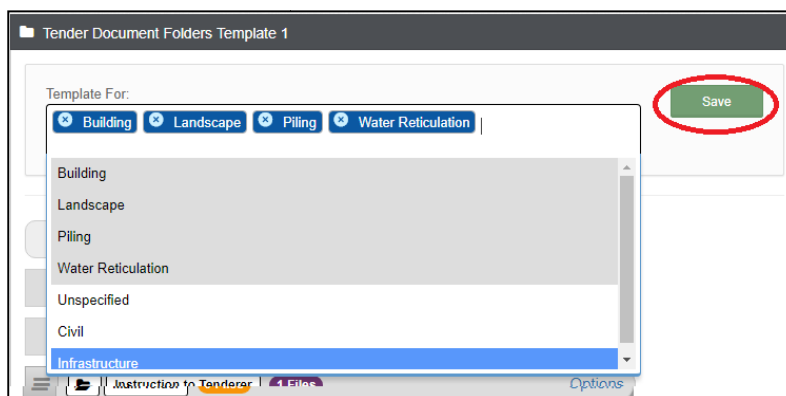 Tender Document Folders Template 1
Template For:
Save
Building Landscape Piling Water Reticulation
Building
Landscape
Piling
Water Reticulation
Unspecified
Civil
Infrastructure
Instruction to Tenderer 1 Files Options